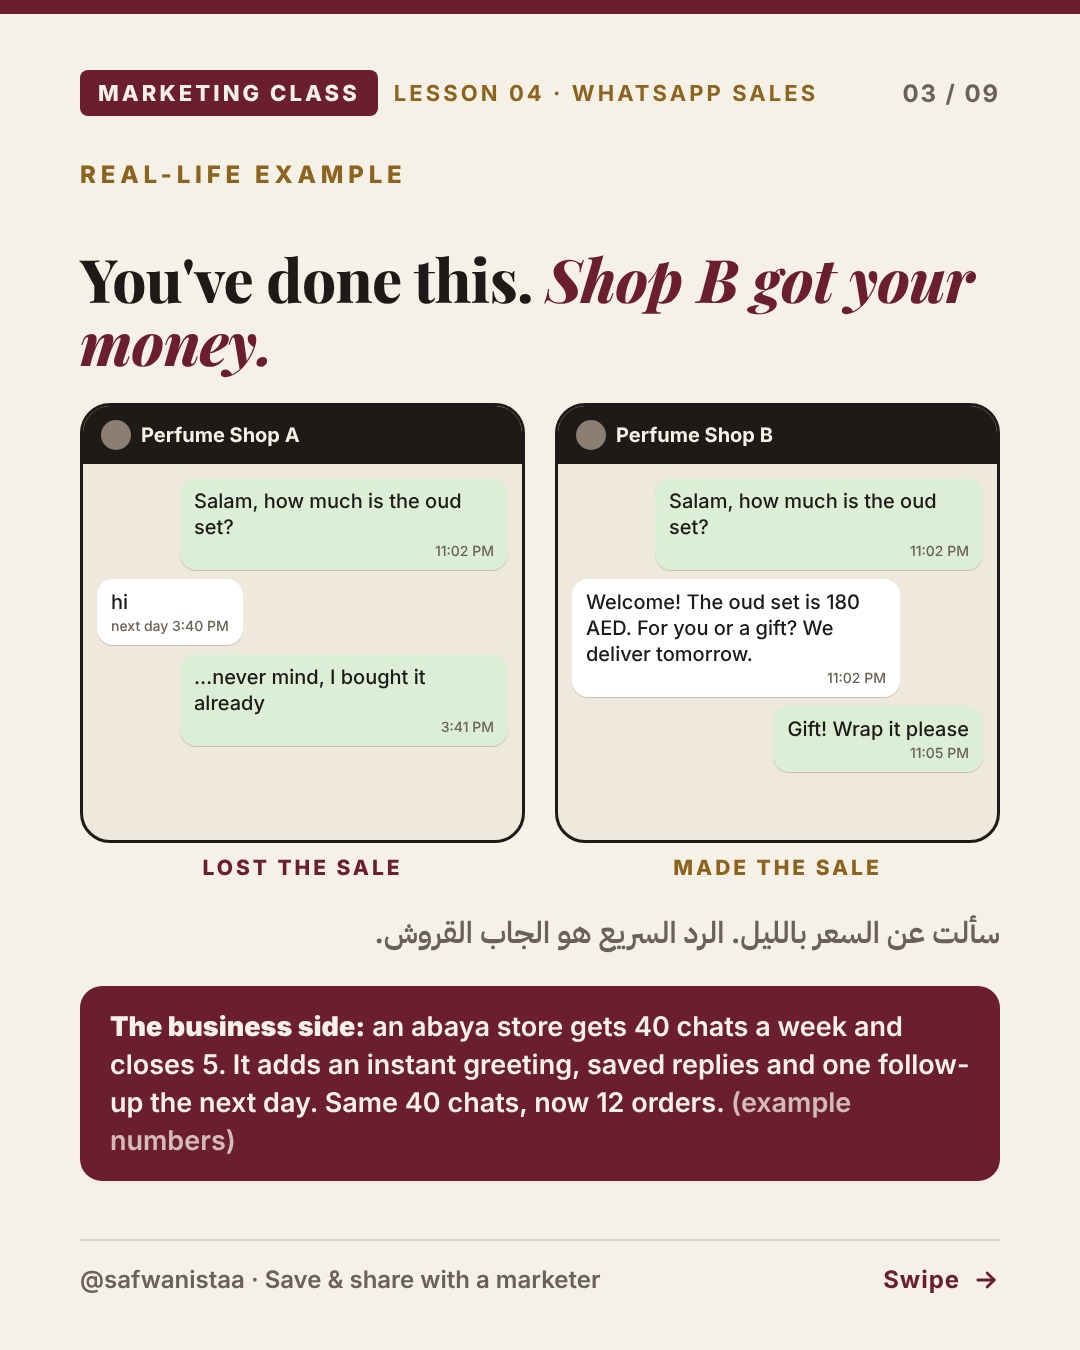 MARKETING CLASS
LESSON 04 · WHATSAPP SALES
03 / 09
REAL-LIFE EXAMPLE
You've done this. Shop B got your
money.
Perfume Shop A
Salam, how much is the oud
set?
11:02 PM
hi
next day 3:40 PM
...never mind, I bought it
already
3:41 PM
LOST THE SALE
Perfume Shop B
Salam, how much is the oud
set?
11:02 PM
Welcome! The oud set is 180
AED. For you or a gift? We
deliver tomorrow.
11:02 PM
Gift! Wrap it please
11:05 PM
MADE THE SALE
سألت عن السعر بالليل. الرد السريع هو الجاب القروش.
The business side: an abaya store gets 40 chats a week and
closes 5. It adds an instant greeting, saved replies and one follow-
up the next day. Same 40 chats, now 12 orders. (example
numbers)
@safwanistaa · Save & share with a marketer
Swipe →